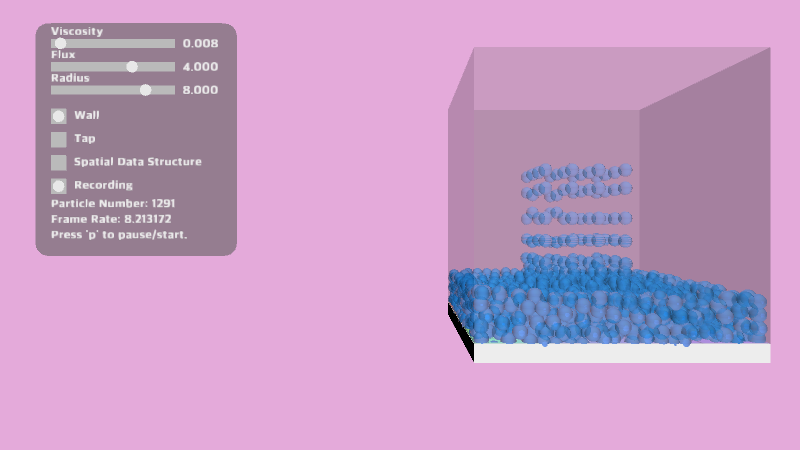 Viscosity
0.008
Flux
4.000
Radius
8.000
Wall
Tap
Spatial Data Structure
Recording
Particle Number: 1291
Frame Rate: 8.213172
Press 'p' to pause/start.